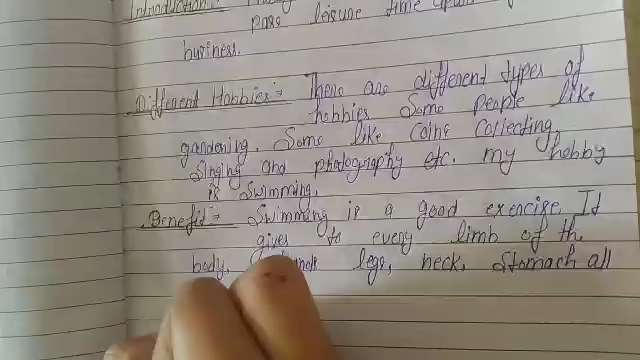 Introduction:
pass leisure time
business.
Different Hobbies:- There are different types of
hobbies Some People like
gardening. Some like Coins Collecting,
Singing and photography etc. my hobby
is Swimming.
Benefit:- Swimming is a good exercise. It
gives to every limb of the
body. legs, neck, Stomach all